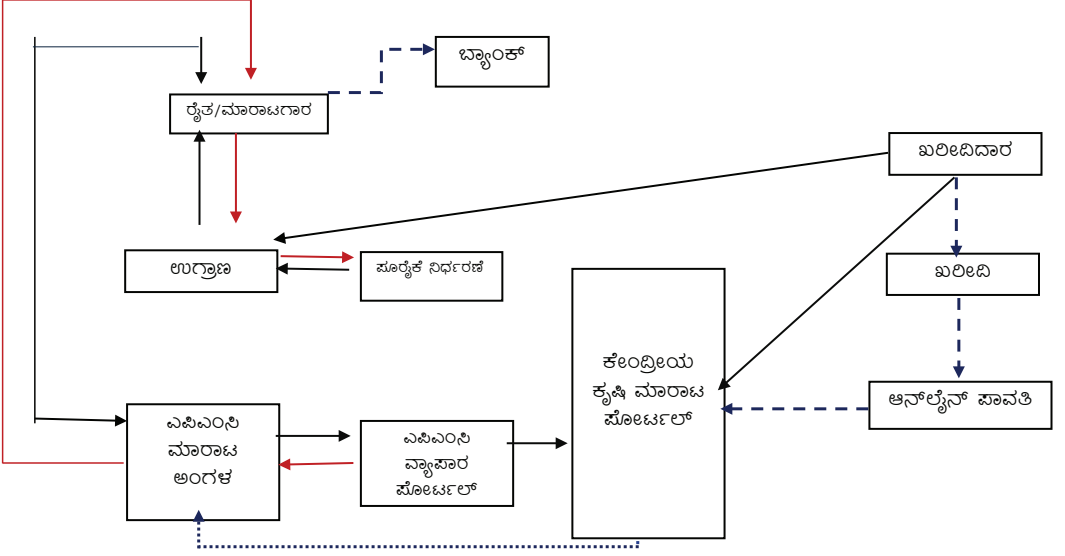 ಬ್ಯಾಂಕ್
ರೈತ/ಮಾರಾಟಗಾರ
ಖರೀದಿದಾರ
ಉಗ್ರಾಣ
ಪೂರೈಕೆ ನಿರ್ಧರಣೆ
ಖರೀದಿ
ಕೇಂದ್ರೀಯ
ಕೃಷಿ ಮಾರಾಟ
ಪೋರ್ಟಲ್
ಆನ್‌ಲೈನ್ ಪಾವತಿ
ಎಪಿಎಂಸಿ
ಮಾರಾಟ
ಅಂಗಳ
ಎಪಿಎಂಸಿ
ವ್ಯಾಪಾರ
ಪೋರ್ಟಲ್